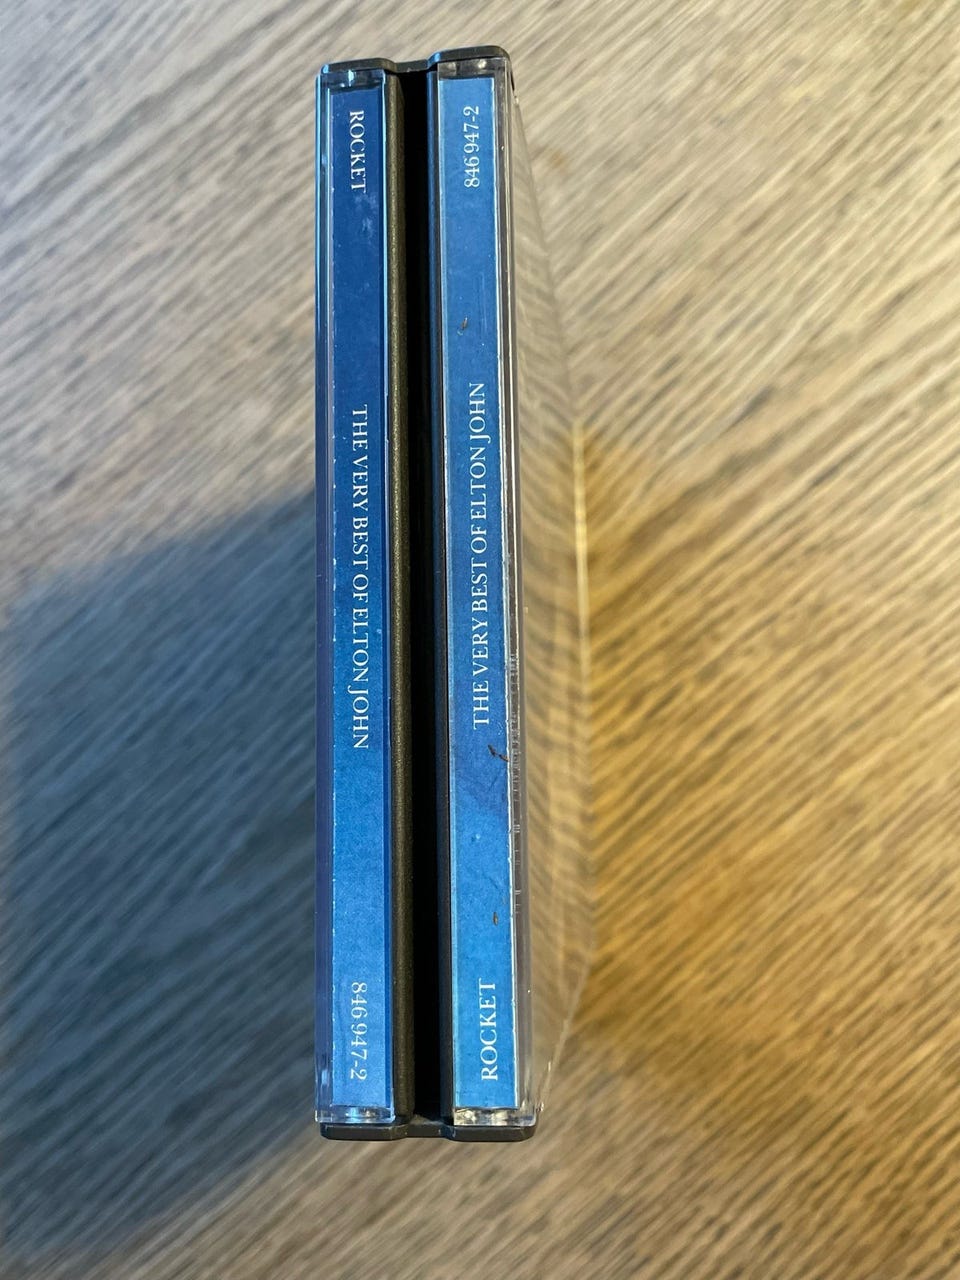 ROCKET
THE VERY BEST OF ELTON JOHN
846 947-2
846 947-2
THE VERY BEST OF ELTON JOHN
ROCKET